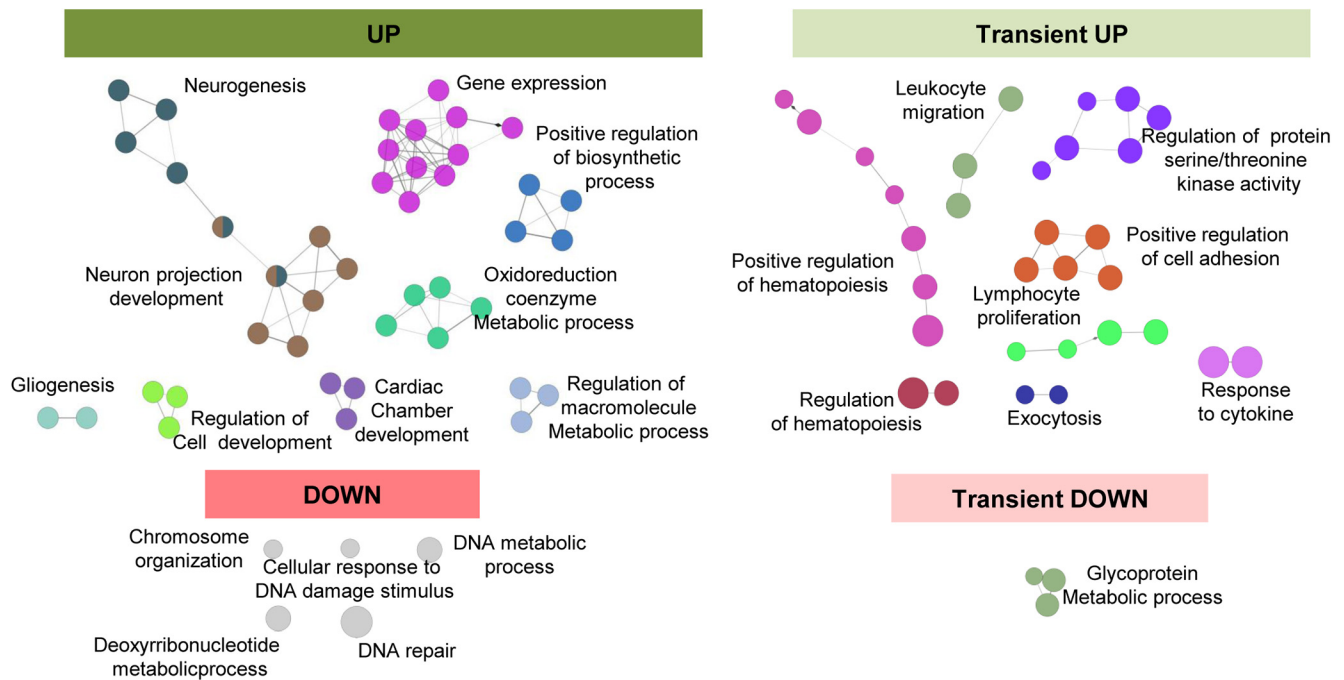 UP
Neurogenesis
Gene expression
Positive regulation
of biosynthetic
process
Neuron projection
development
Oxidoreduction
coenzyme
Metabolic process
Gliogenesis
Regulation of
Cell development
Cardiac
Chamber
development
Regulation of
macromolecule
Metabolic process
DOWN
Chromosome
organization
Cellular response to
DNA damage stimulus
DNA metabolic
process
Deoxyrribonucleotide
metabolicprocess
DNA repair
Transient UP
Leukocyte
migration
Regulation of protein
serine/threonine
kinase activity
Positive regulation
of hematopoiesis
Positive regulation
of cell adhesion
Lymphocyte
proliferation
Regulation
of hematopoiesis
Exocytosis
Response
to cytokine
Transient DOWN
Glycoprotein
Metabolic process